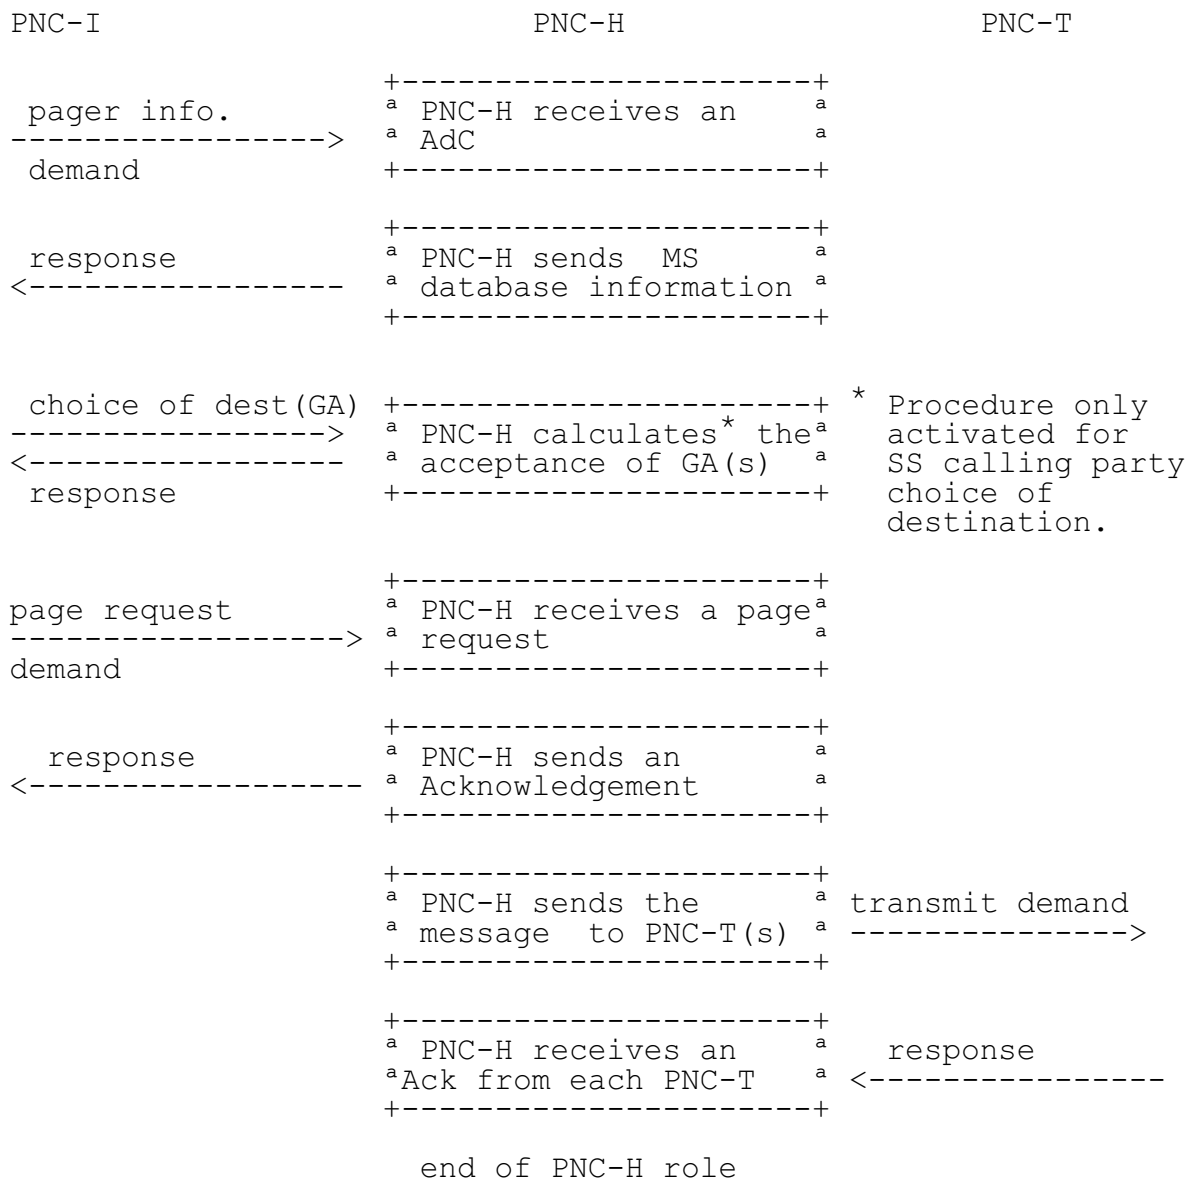 PNC-I PNC-H PNC-T
+----------------------+
pager info. ª PNC-H receives an ª
-----------------> ª AdC ª
demand +----------------------+
+----------------------+
response ª PNC-H sends MS ª
<----------------- ª database information ª
+----------------------+
choice of dest(GA) +----------------------+ * Procedure only
-----------------> ª PNC-H calculates* the ª activated for
<----------------- ª acceptance of GA(s) ª SS calling party
response +----------------------+ choice of
destination.
+----------------------+
page request ª PNC-H receives a page ª
------------------> ª request ª
demand +----------------------+
+----------------------+
response ª PNC-H sends an ª
<------------------ ª Acknowledgement ª
+----------------------+
+----------------------+
ª PNC-H sends the ª transmit demand
ª message to PNC-T(s) ª --------------->
+----------------------+
+----------------------+
ª PNC-H receives an ª response
ªAck from each PNC-T ª <----------------
+----------------------+
end of PNC-H role